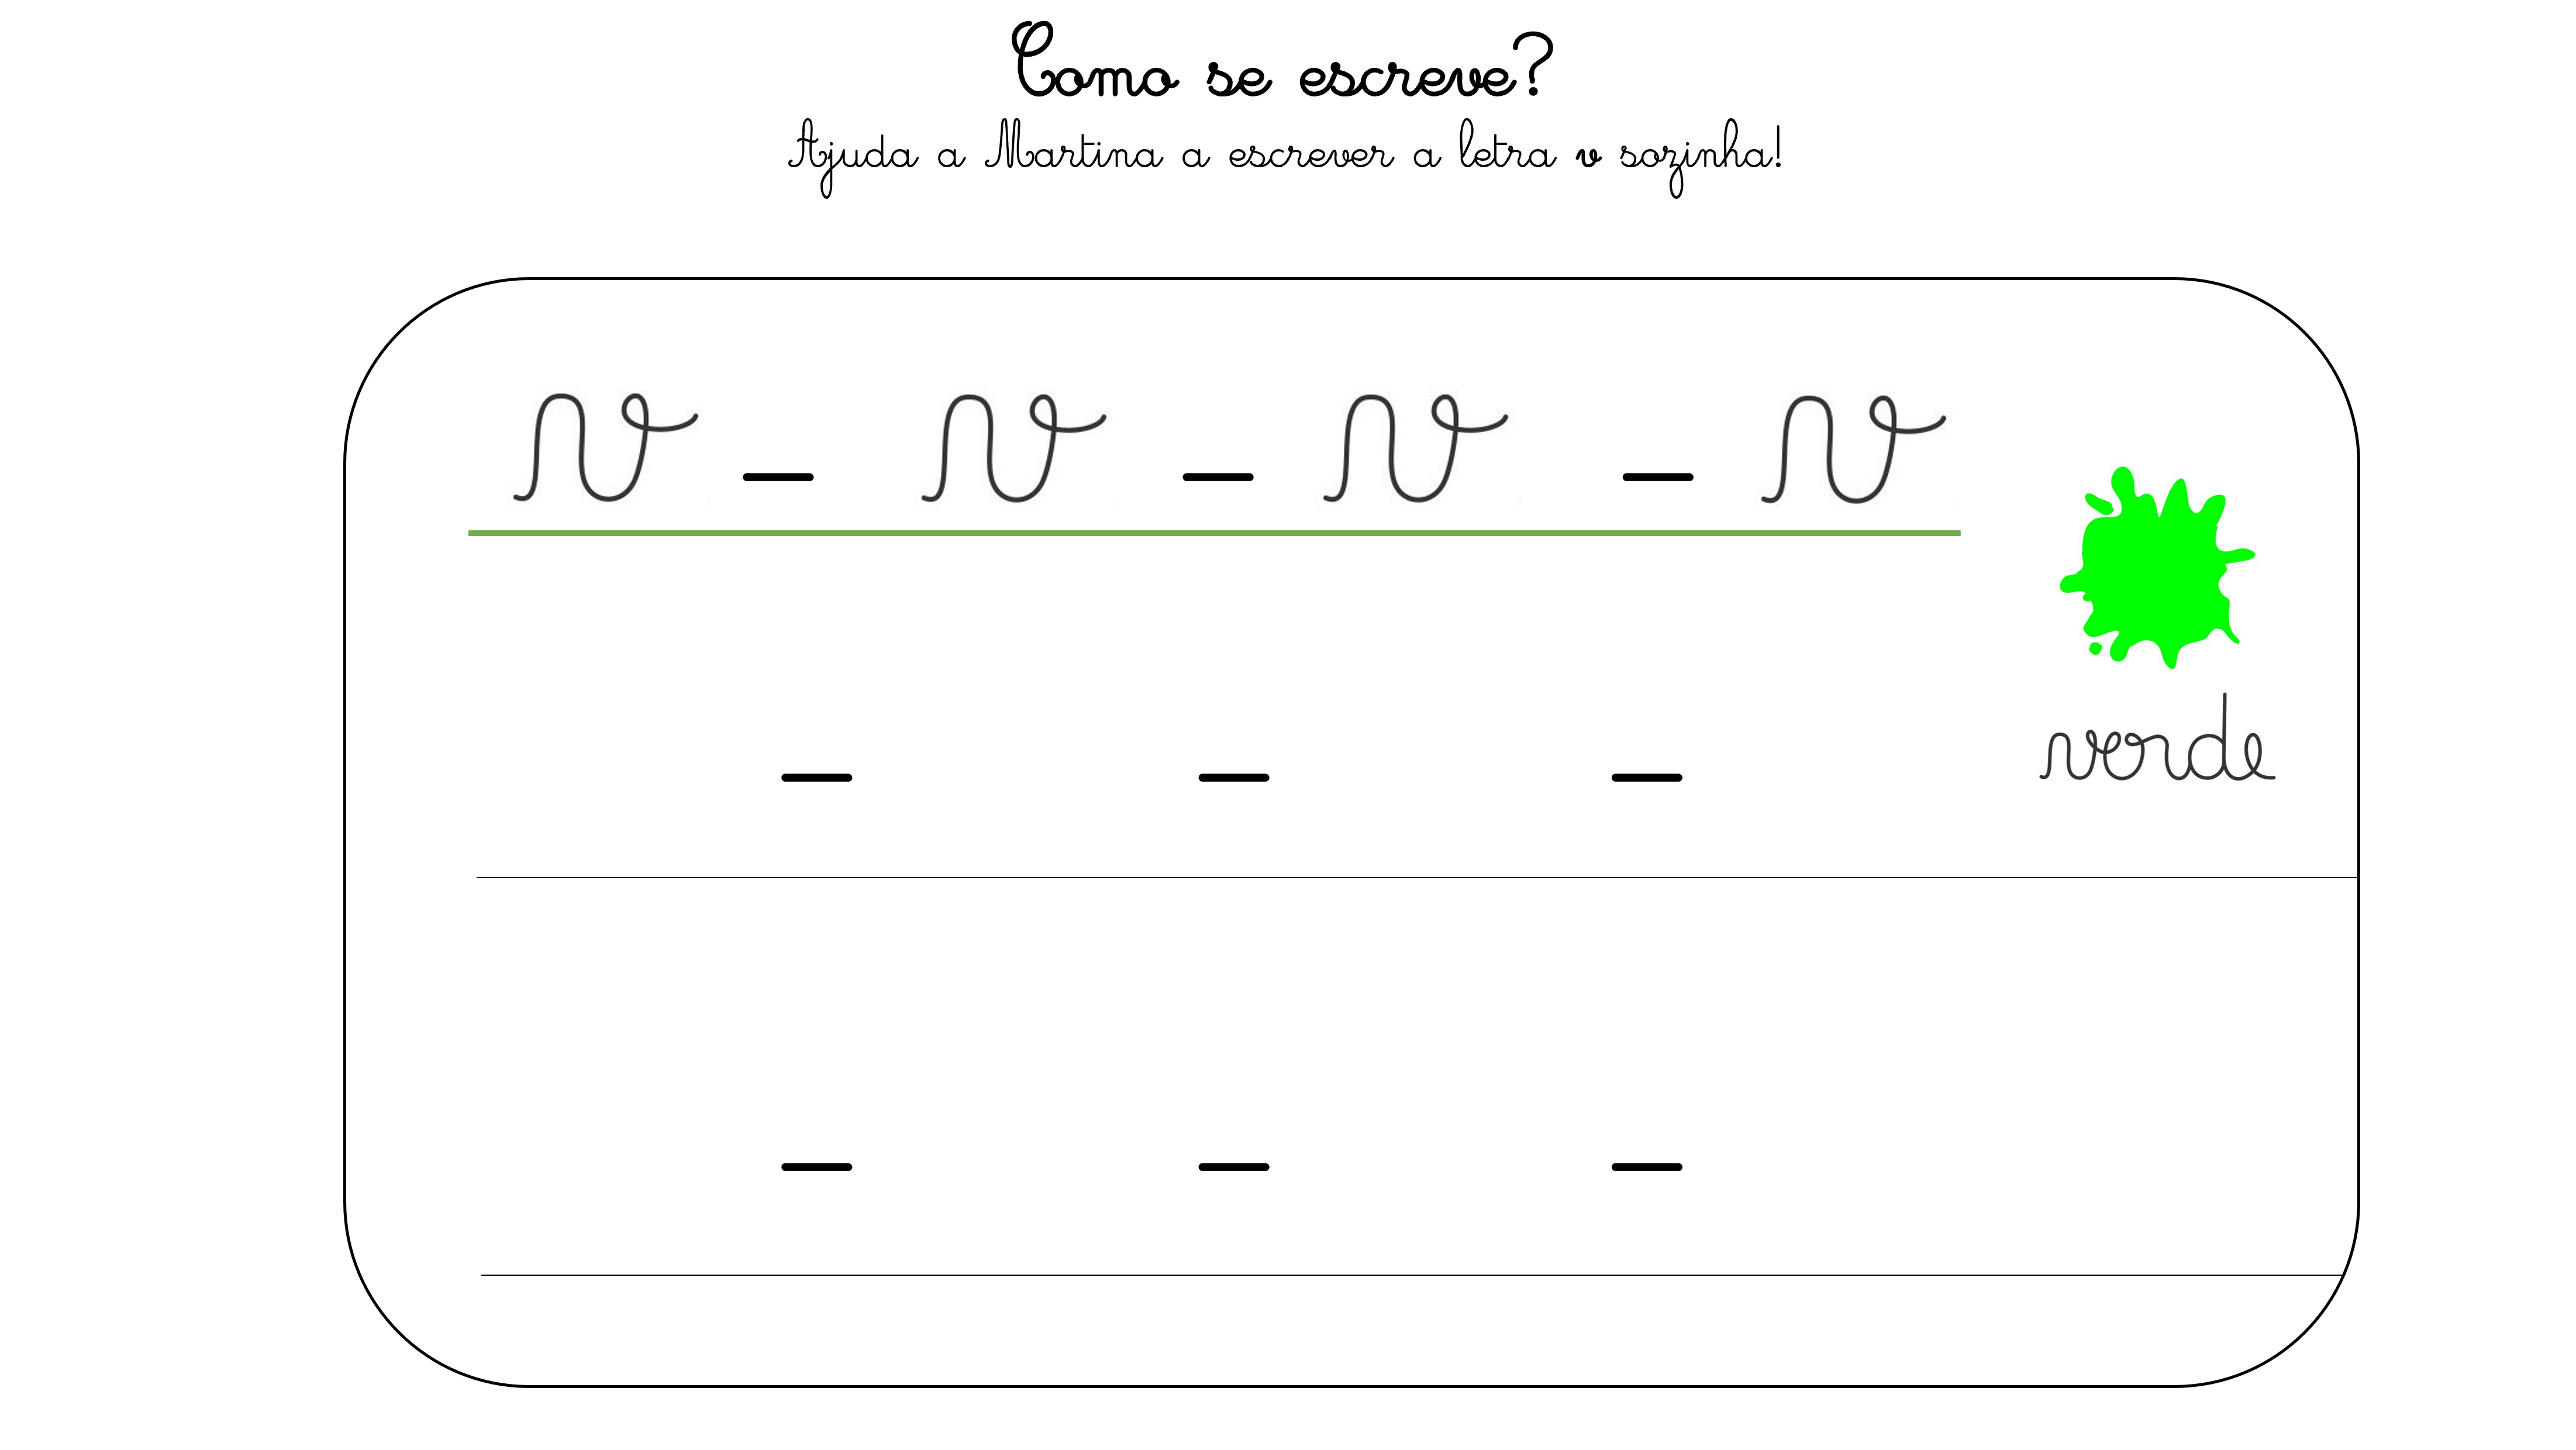 Como se escreve?
Ajuda a Martina a escrever a letra v sozinha!
v - v - v - v
verde
- - -
- - -